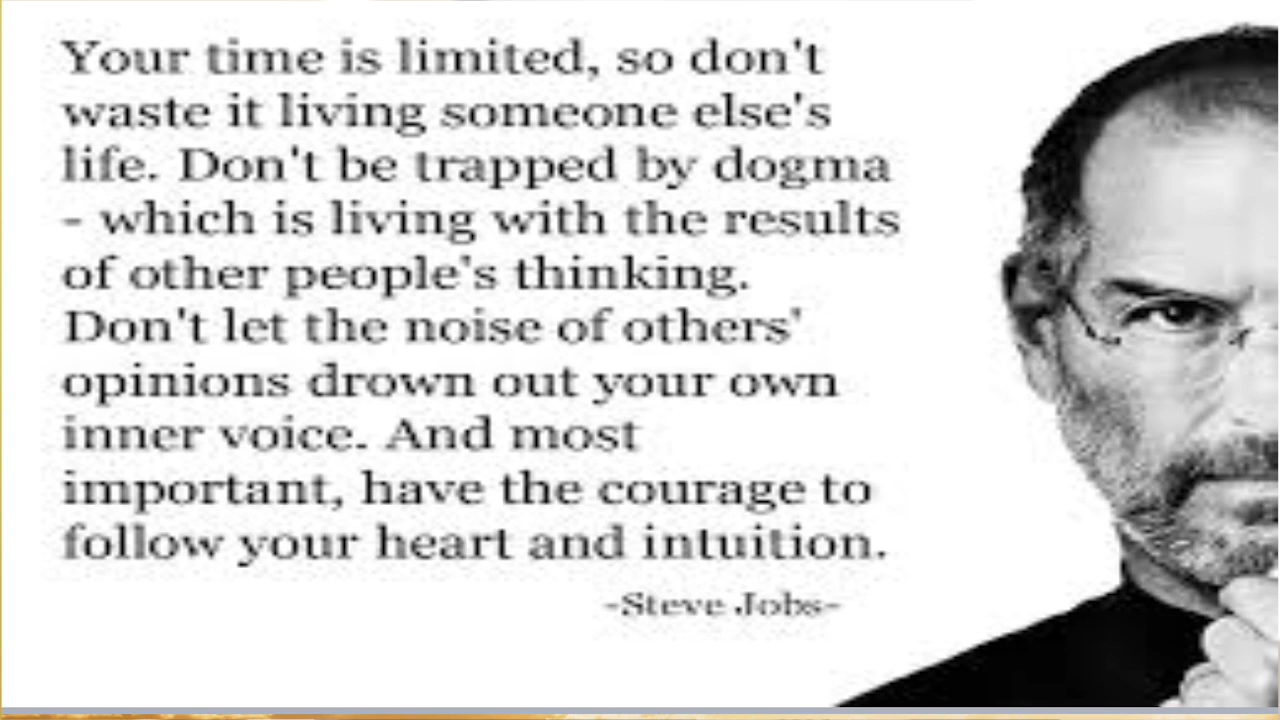 Your time is limited, so don't
waste it living someone else's
life. Don't be trapped by dogma
- which is living with the results
of other people's thinking.
Don't let the noise of others'
opinions drown out your own
inner voice. And most
important, have the courage to
follow your heart and intuition.
-Steve Jobs-